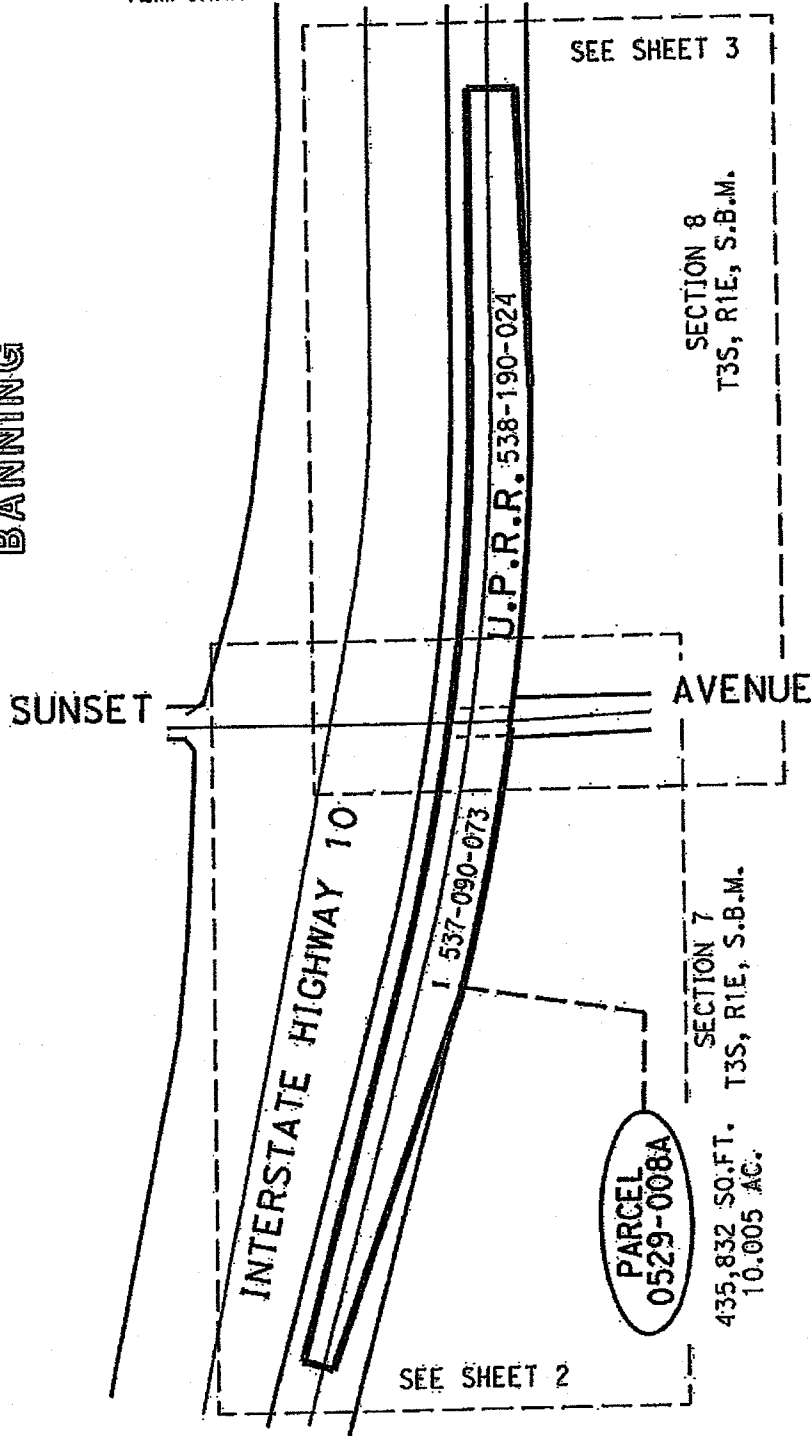 BANNING
SEE SHEET 3
SECTION 8
T3S, R1E, S.B.M.
U.P.R.R. 538-190-024
SUNSET
AVENUE
INTERSTATE HIGHWAY 10
537-090-073
SECTION 7
T3S, R1E, S.B.M.
PARCEL
0529-008A
435,832 SQ.FT.
10.005 AC.
SEE SHEET 2